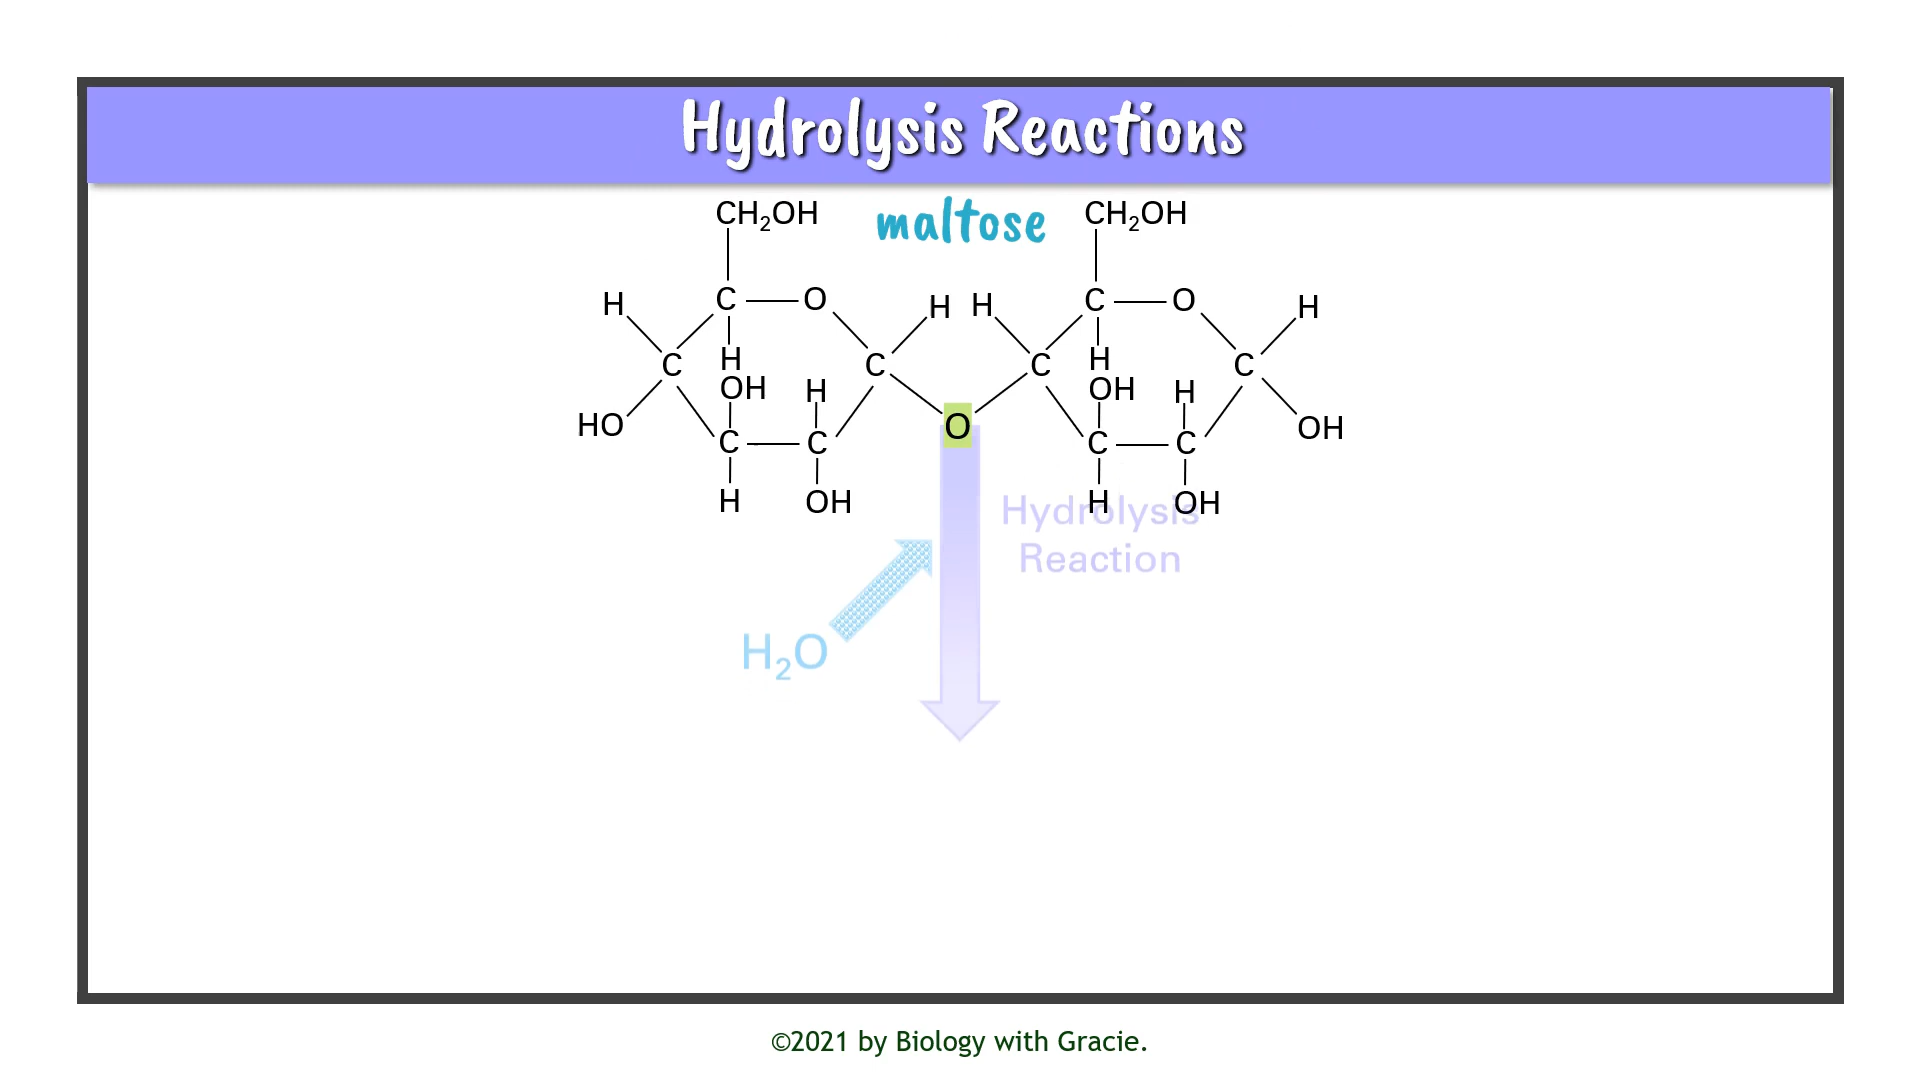 Hydrolysis Reactions
CH₂OH maltose CH₂OH
H C O H H C O H
C H C C H C
OH H OH H
HO O OH
C C C C
H OH H OH
Hydrolysis
Reaction
H₂O
©2021 by Biology with Gracie.